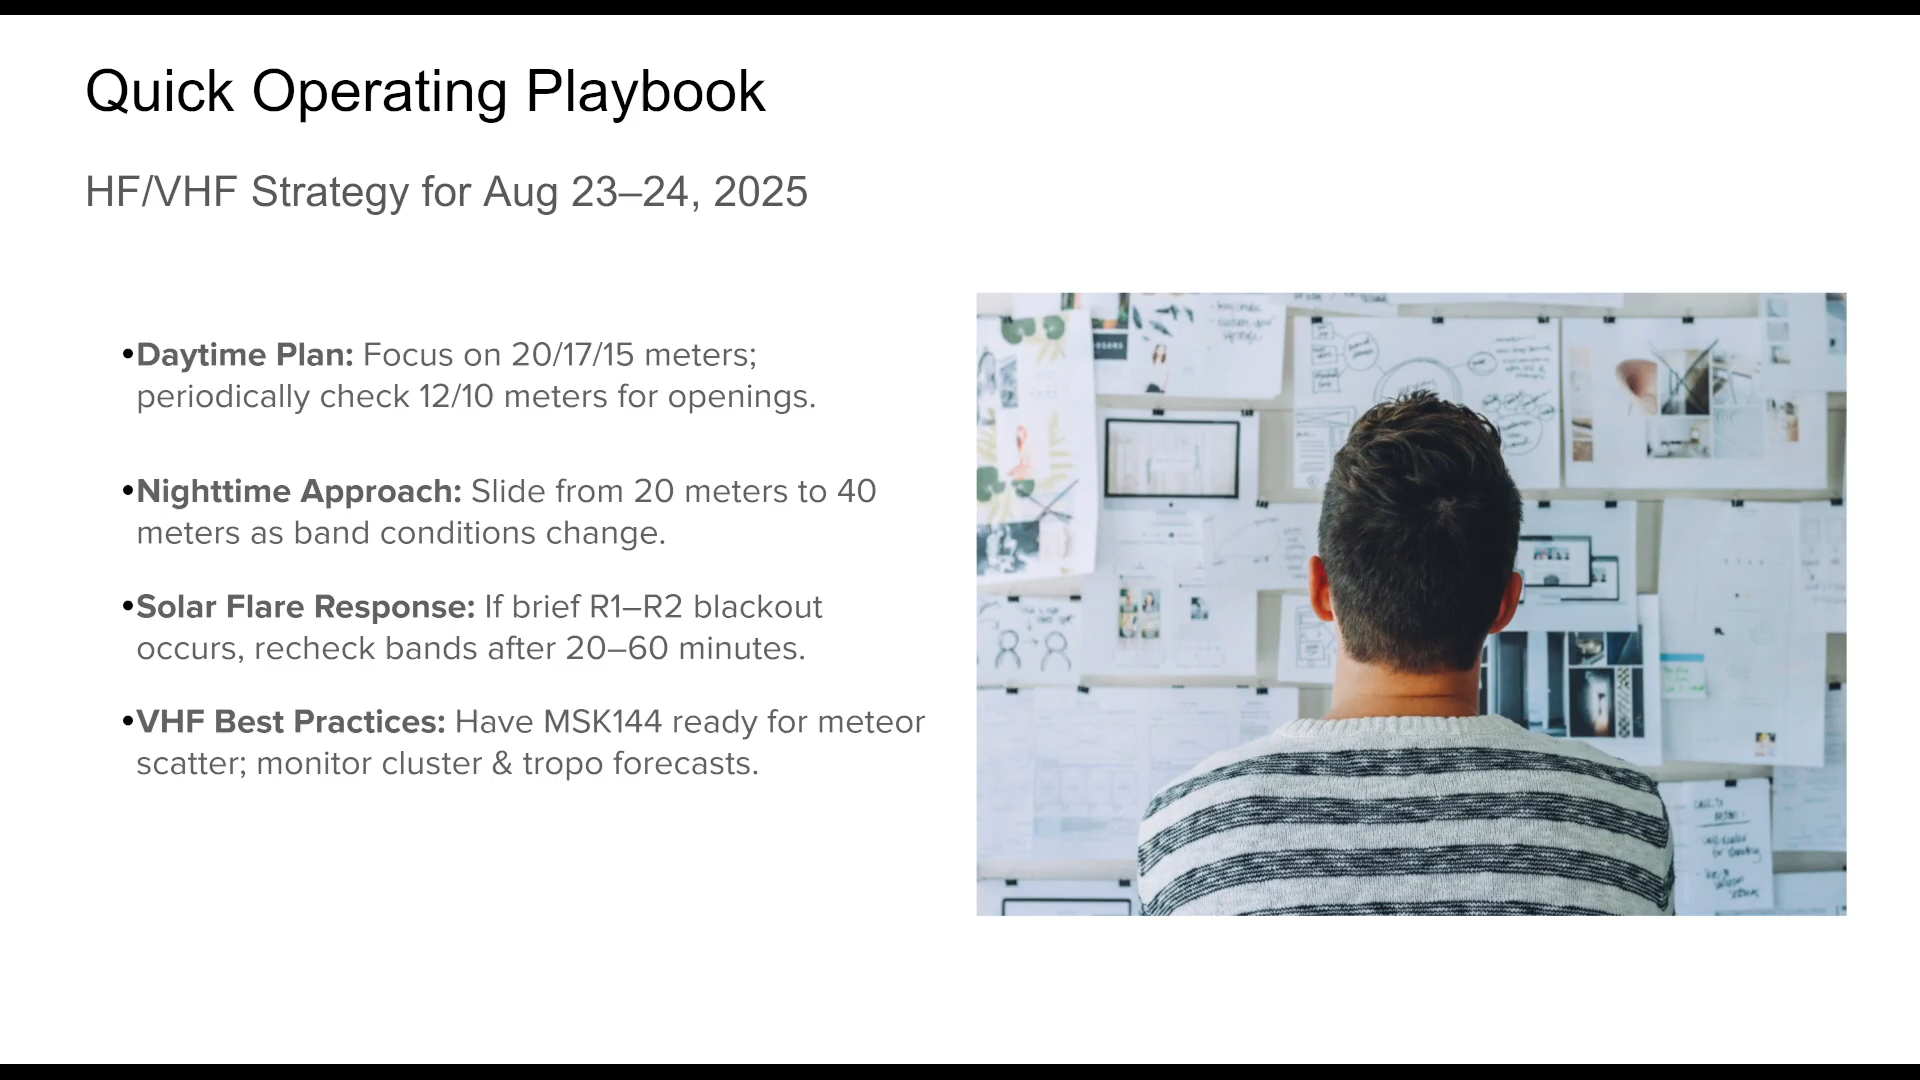 Quick Operating Playbook
HF/VHF Strategy for Aug 23–24, 2025
•Daytime Plan: Focus on 20/17/15 meters;
periodically check 12/10 meters for openings.
•Nighttime Approach: Slide from 20 meters to 40
meters as band conditions change.
•Solar Flare Response: If brief R1–R2 blackout
occurs, recheck bands after 20–60 minutes.
•VHF Best Practices: Have MSK144 ready for meteor
scatter; monitor cluster & tropo forecasts.